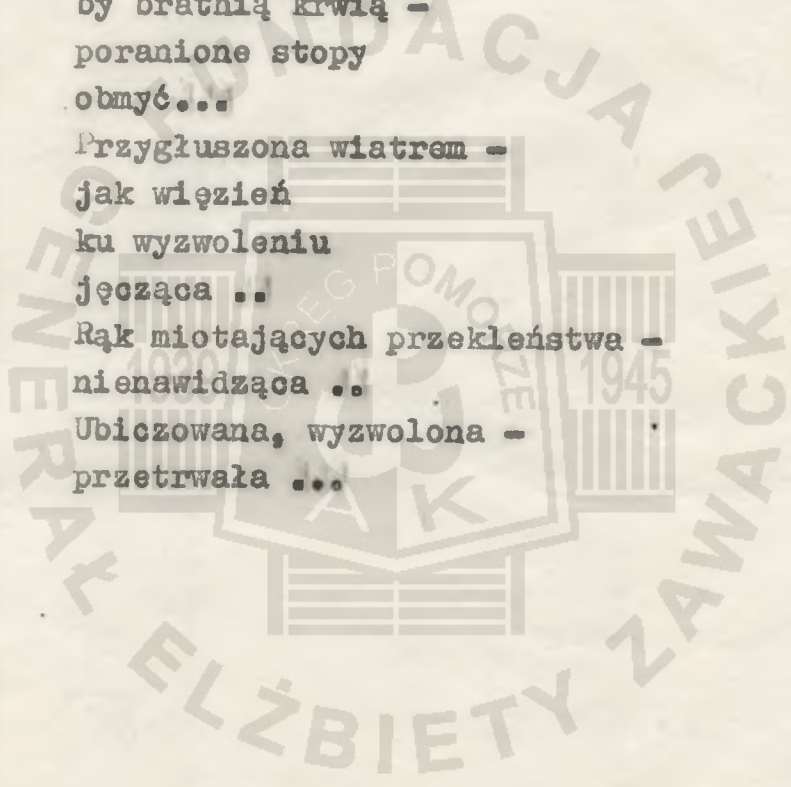 by bratnią krwią -
poranione stopy
obmyć...
Przygłuszona wiatrem -
jak więzień
ku wyzwoleniu
jęcząca ..
Rąk miotających przekleństwa -
nienawidząca ..
Ubiczowana, wyzwolona -
przetrwała ...
FUNDACJA JEJ
GENERAŁ ELŻBIETY ZAWACKIEJ
OKRĘG POMORZE
1939
1945
AK